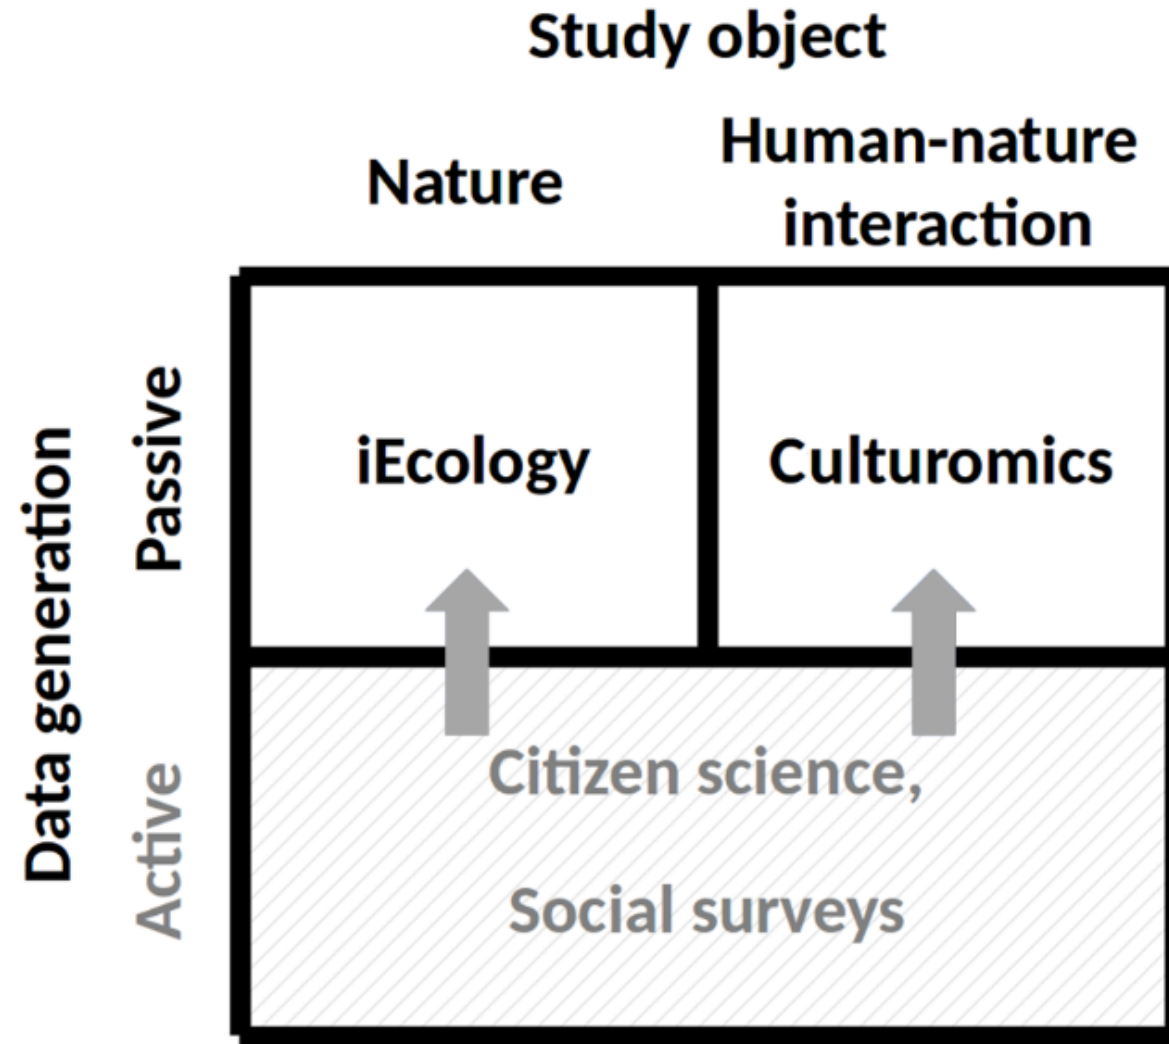 Study object
Nature
Human-nature
interaction
Data generation
Passive
iEcology
Culturomics
Active
Citizen science,
Social surveys